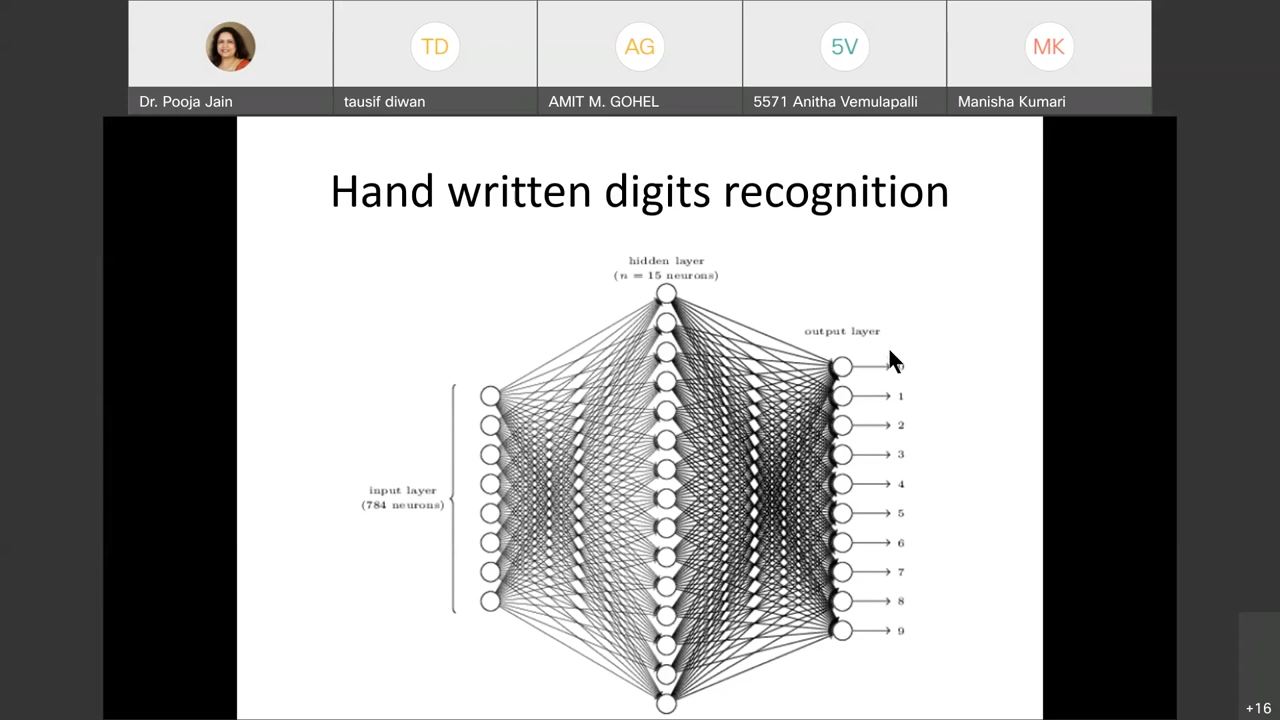 TD
AG
5V
MK
Dr. Pooja Jain
tausif diwan
AMIT M. GOHEL
5571 Anitha Vemulapalli
Manisha Kumari
Hand written digits recognition
hidden layer
(n = 15 neurons)
output layer
1
2
3
4
5
6
7
8
9
input layer
(784 neurons)
+16